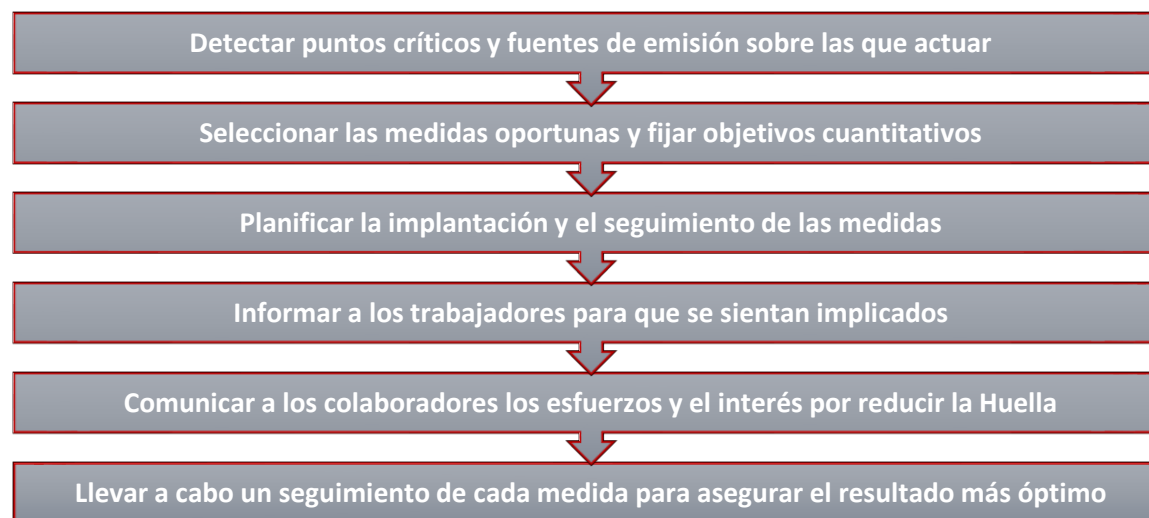 Detectar puntos críticos y fuentes de emisión sobre las que actuar
Seleccionar las medidas oportunas y fijar objetivos cuantitativos
Planificar la implantación y el seguimiento de las medidas
Informar a los trabajadores para que se sientan implicados
Comunicar a los colaboradores los esfuerzos y el interés por reducir la Huella
Llevar a cabo un seguimiento de cada medida para asegurar el resultado más óptimo